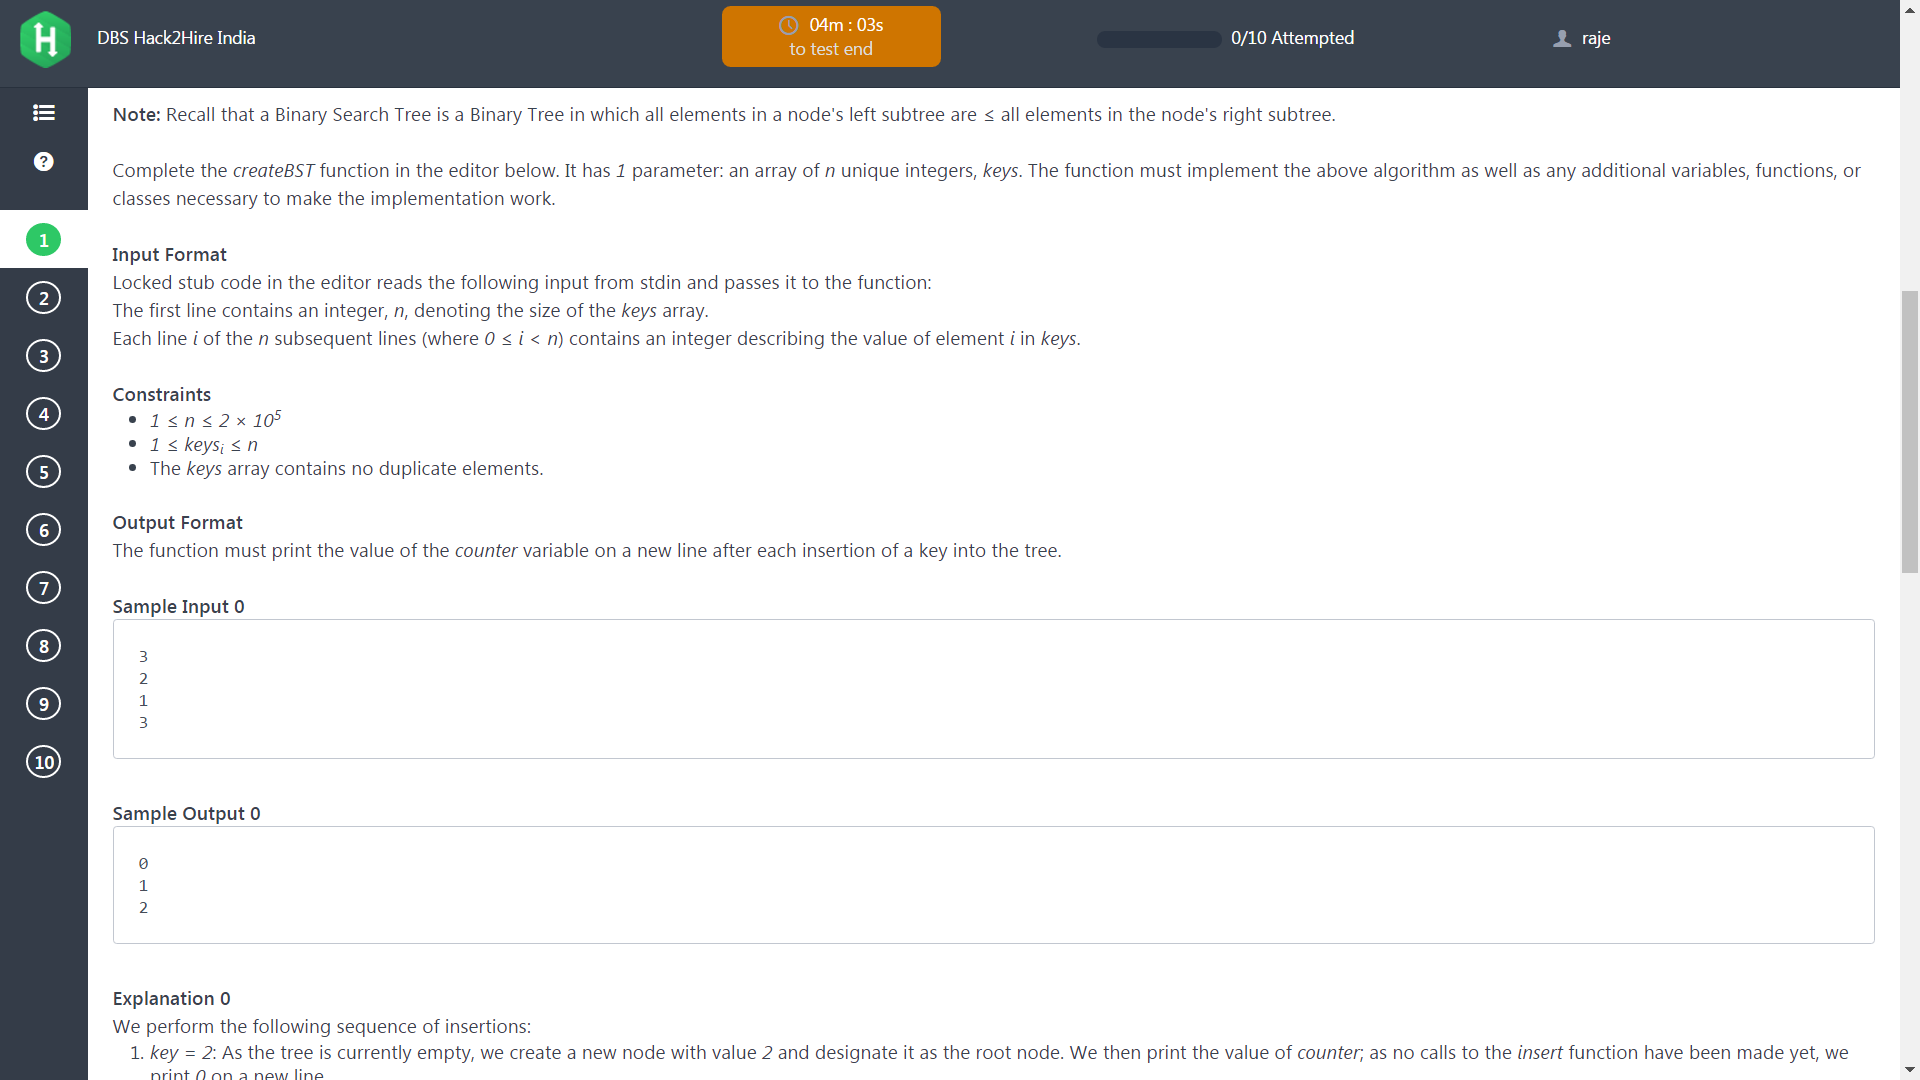 DBS Hack2Hire India
04m : 03s
to test end
0/10 Attempted
raje
Note: Recall that a Binary Search Tree is a Binary Tree in which all elements in a node's left subtree are ≤ all elements in the node's right subtree.
Complete the createBST function in the editor below. It has 1 parameter: an array of n unique integers, keys. The function must implement the above algorithm as well as any additional variables, functions, or
classes necessary to make the implementation work.
Input Format
Locked stub code in the editor reads the following input from stdin and passes it to the function:
The first line contains an integer, n, denoting the size of the keys array.
Each line i of the n subsequent lines (where 0 ≤ i < n) contains an integer describing the value of element i in keys.
Constraints
• 1 ≤ n ≤ 2 × 10⁵
• 1 ≤ keysᵢ ≤ n
• The keys array contains no duplicate elements.
Output Format
The function must print the value of the counter variable on a new line after each insertion of a key into the tree.
Sample Input 0
3
2
1
3
Sample Output 0
0
1
2
Explanation 0
We perform the following sequence of insertions:
1. key = 2: As the tree is currently empty, we create a new node with value 2 and designate it as the root node. We then print the value of counter; as no calls to the insert function have been made yet, we
print 0 on a new line.
?
1
2
3
4
5
6
7
8
9
10